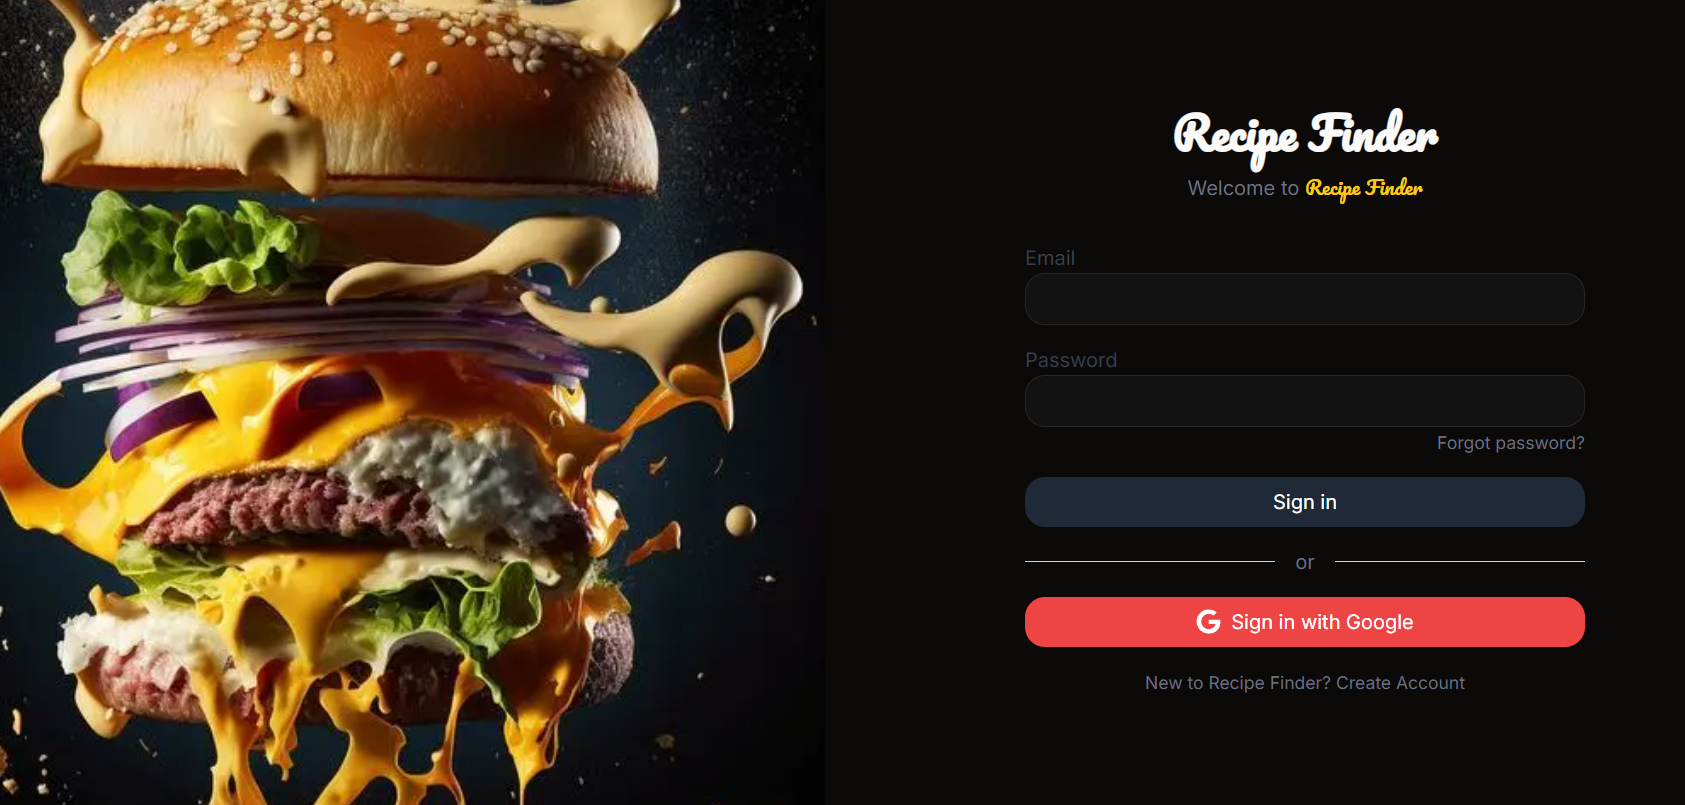 Recipe Finder
Welcome to Recipe Finder
Email
Password
Forgot password?
Sign in
or
Sign in with Google
New to Recipe Finder? Create Account